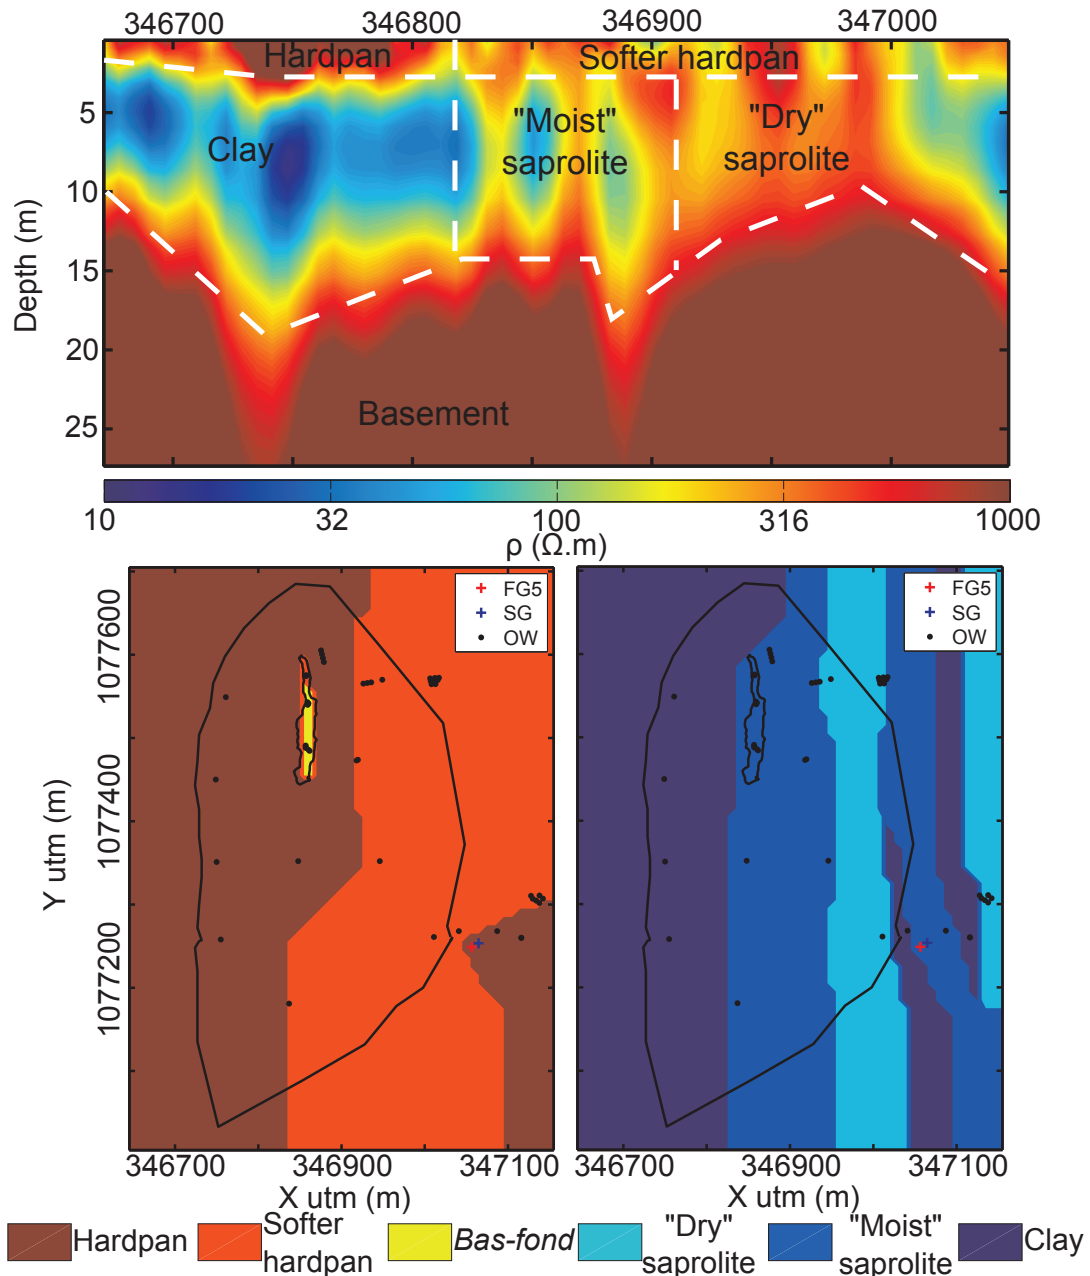 346700 346800 346900 347000
Hardpan Softer hardpan
Clay
"Moist"
saprolite
"Dry"
saprolite
Basement
5
10
15
20
25
Depth (m)
10 32 100 316 1000
ρ (Ω.m)
FG5
SG
OW
FG5
SG
OW
1077600
1077400
1077200
Y utm (m)
346700 346900 347100
X utm (m)
346700 346900 347100
X utm (m)
Hardpan
Softer
hardpan
Bas-fond
"Dry"
saprolite
"Moist"
saprolite
Clay